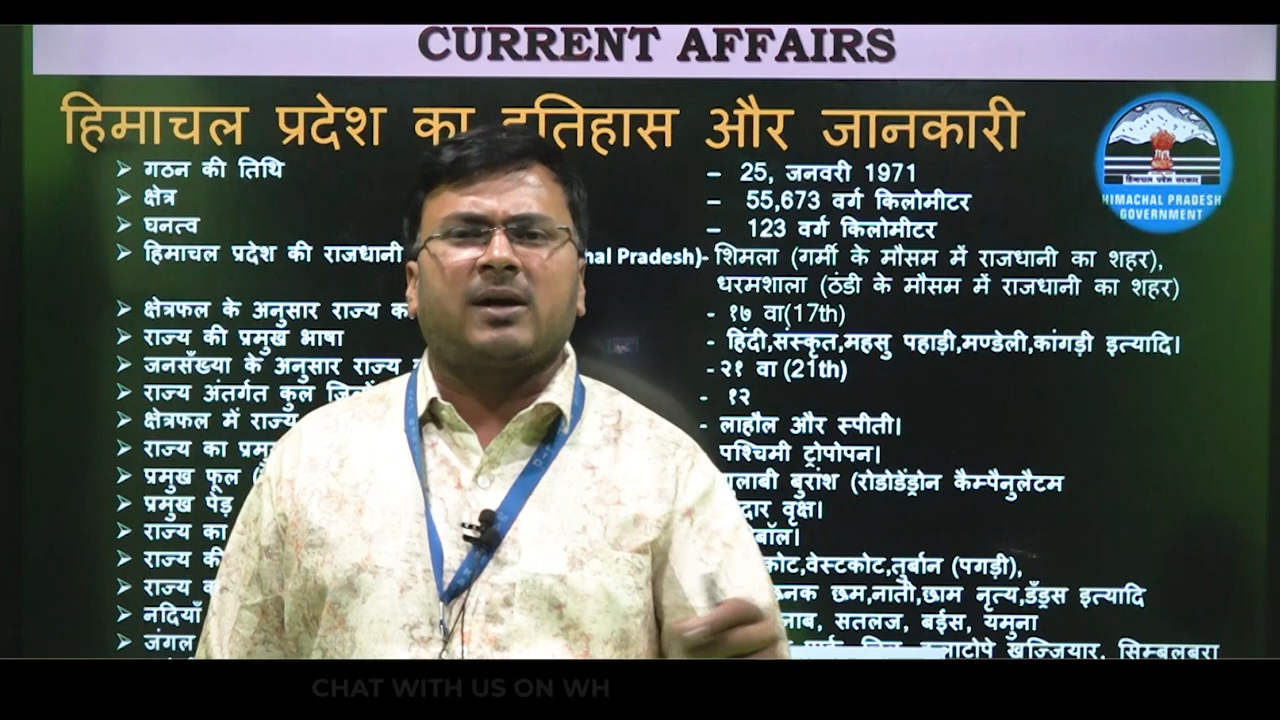 CURRENT AFFAIRS
हिमाचल प्रदेश का इतिहास और जानकारी
➢ गठन की तिथि – 25, जनवरी 1971
➢ क्षेत्र – 55,673 वर्ग किलोमीटर
➢ घनत्व – 123 वर्ग किलोमीटर
➢ हिमाचल प्रदेश की राजधानी Pradesh)- शिमला (गर्मी के मौसम में राजधानी का शहर),
धरमशाला (ठंडी के मौसम में राजधानी का शहर)
➢ क्षेत्रफल के अनुसार राज्य - १७ वा(17th)
➢ राज्य की प्रमुख भाषा - हिंदी,संस्कृत,महसु पहाड़ी,मण्डेली,कांगड़ी इत्यादि।
➢ जनसँख्या के अनुसार राज्य -२१ वा (21th)
➢ राज्य अंतर्गत कुल जिलों - १२
➢ क्षेत्रफल में राज्य - लाहौल और स्पीती।
➢ राज्य का पश्चिमी ट्रोपोपन।
➢ प्रमुख फूल बुरांश (रोडोडेंड्रोन कैम्पैनुलैटम
➢ प्रमुख पेंड़ वृक्ष।
➢ राज्य का
➢ राज्य की कोट,वेस्टकोट,तुर्बान (पगड़ी),
➢ राज्य छम,नाती,छाम नृत्य,डँड्रस इत्यादि
➢ नदियाँ सतलज, बईस, यमुना
➢ जंगल खज्जियार, सिम्बलबरा
हिमाचल प्रदेश सरकार
HIMACHAL PRADESH
GOVERNMENT
CHAT WITH US ON WH